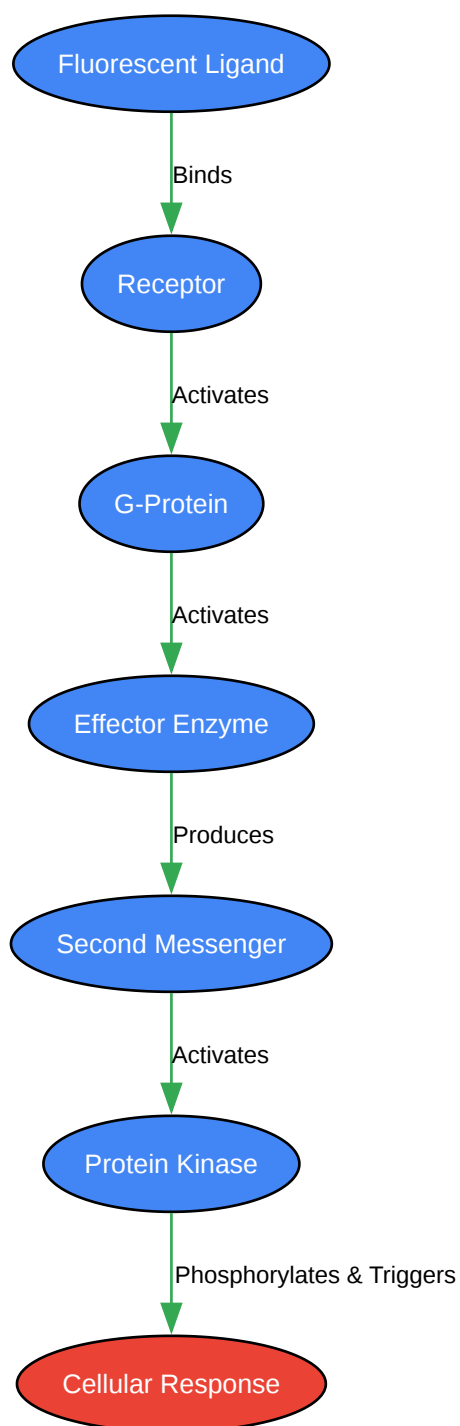 Fluorescent Ligand
Binds
Receptor
Activates
G-Protein
Activates
Effector Enzyme
Produces
Second Messenger
Activates
Protein Kinase
Phosphorylates & Triggers
Cellular Response